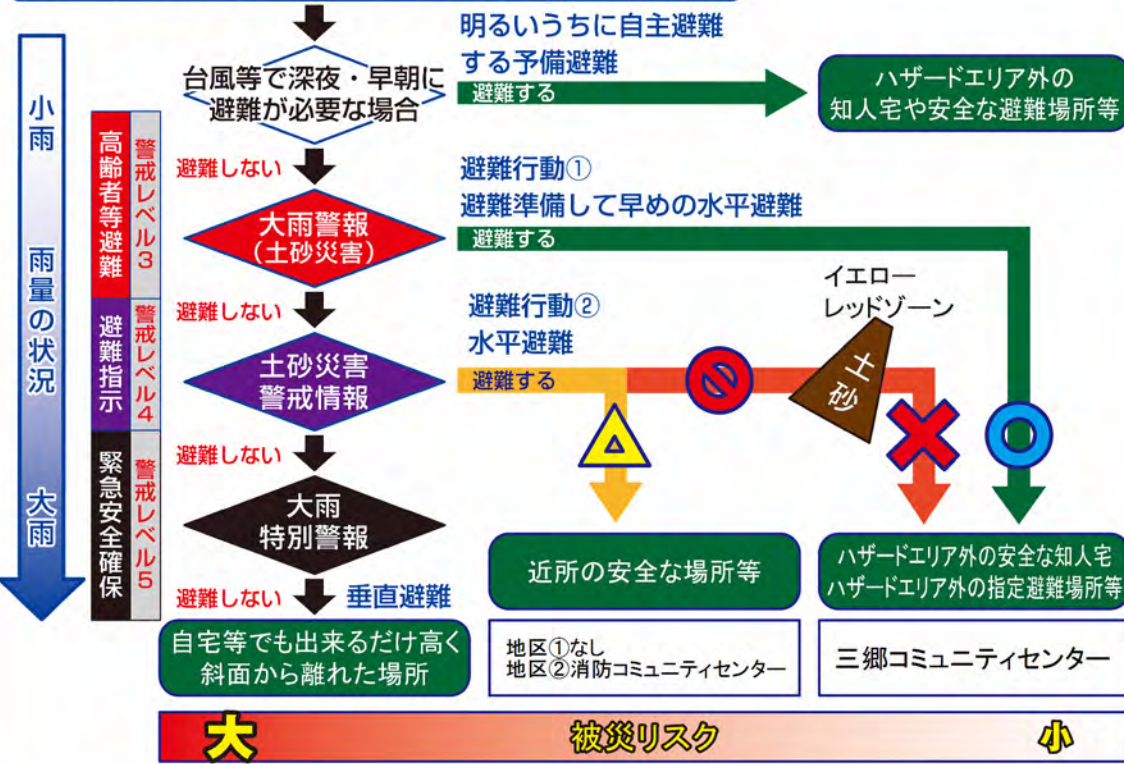 明るいうちに自主避難
する予備避難
台風等で深夜・早朝に
避難が必要な場合
避難する
ハザードエリア外の
知人宅や安全な避難場所等
小雨
雨量の状況
大雨
高齢者等避難
警戒レベル3
避難しない
避難行動①
避難準備して早めの水平避難
大雨警報
(土砂災害)
避難する
イエロー
レッドゾーン
避難指示
警戒レベル4
避難しない
避難行動②
水平避難
土砂災害
警戒情報
避難する
土砂
緊急安全確保
警戒レベル5
避難しない
大雨
特別警報
近所の安全な場所等
ハザードエリア外の安全な知人宅
ハザードエリア外の指定避難場所等
避難しない
垂直避難
自宅等でも出来るだけ高く
斜面から離れた場所
地区①なし
地区②消防コミュニティセンター
三郷コミュニティセンター
大
被災リスク
小